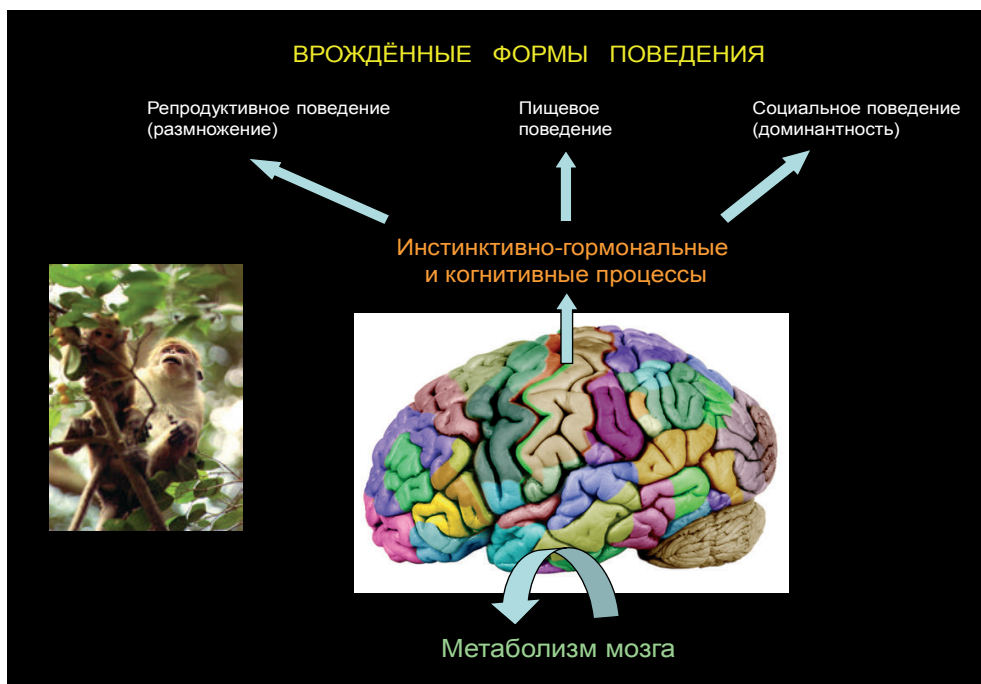 ВРОЖДЁННЫЕ ФОРМЫ ПОВЕДЕНИЯ
Репродуктивное поведение
(размножение)
Пищевое
поведение
Социальное поведение
(доминантность)
Инстинктивно-гормональные
и когнитивные процессы
Метаболизм мозга